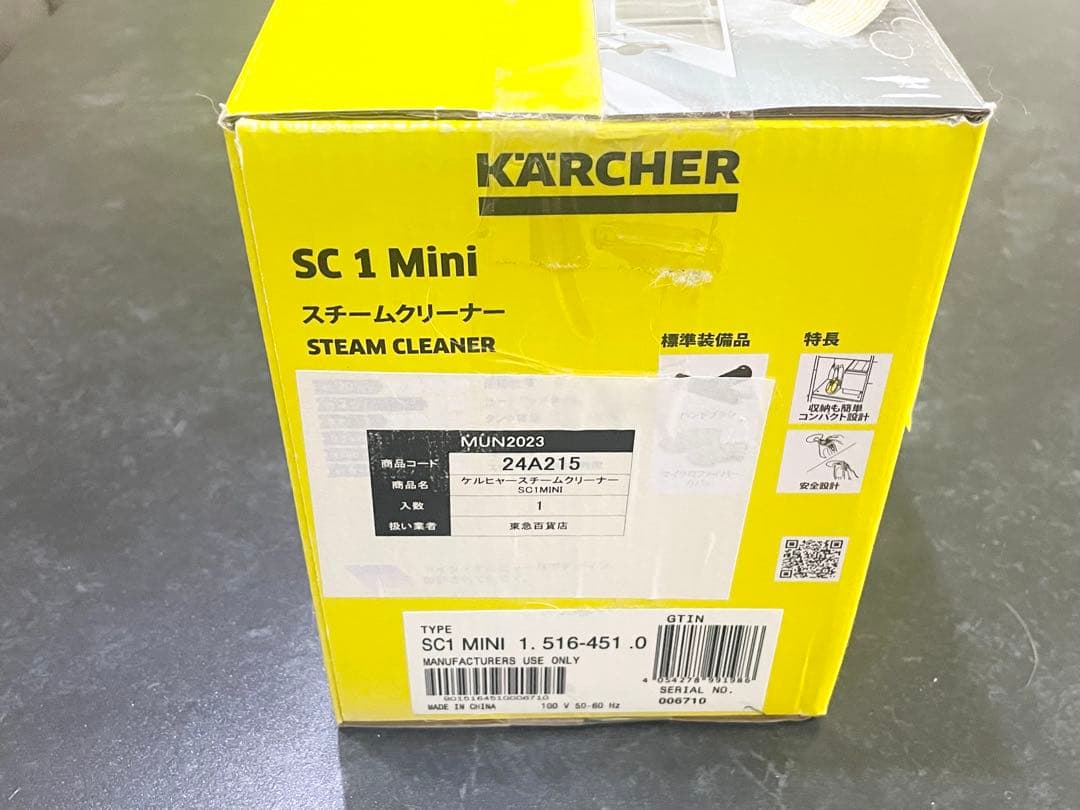 KÄRCHER
SC 1 Mini
スチームクリーナー
STEAM CLEANER
標準装備品
特長
収納も簡単
コンパクト設計
安全設計
MUN2023
商品コード 24A215
商品名 ケルヒャースチームクリーナー
SC1MINI
入数 1
扱い業者 東急百貨店
TYPE
SC1 MINI 1. 516-451 .0
MANUFACTURERS USE ONLY
9015164510006710
MADE IN CHINA 100 V 50-60 Hz
GTIN
4 054278 991986
SERIAL NO.
006710